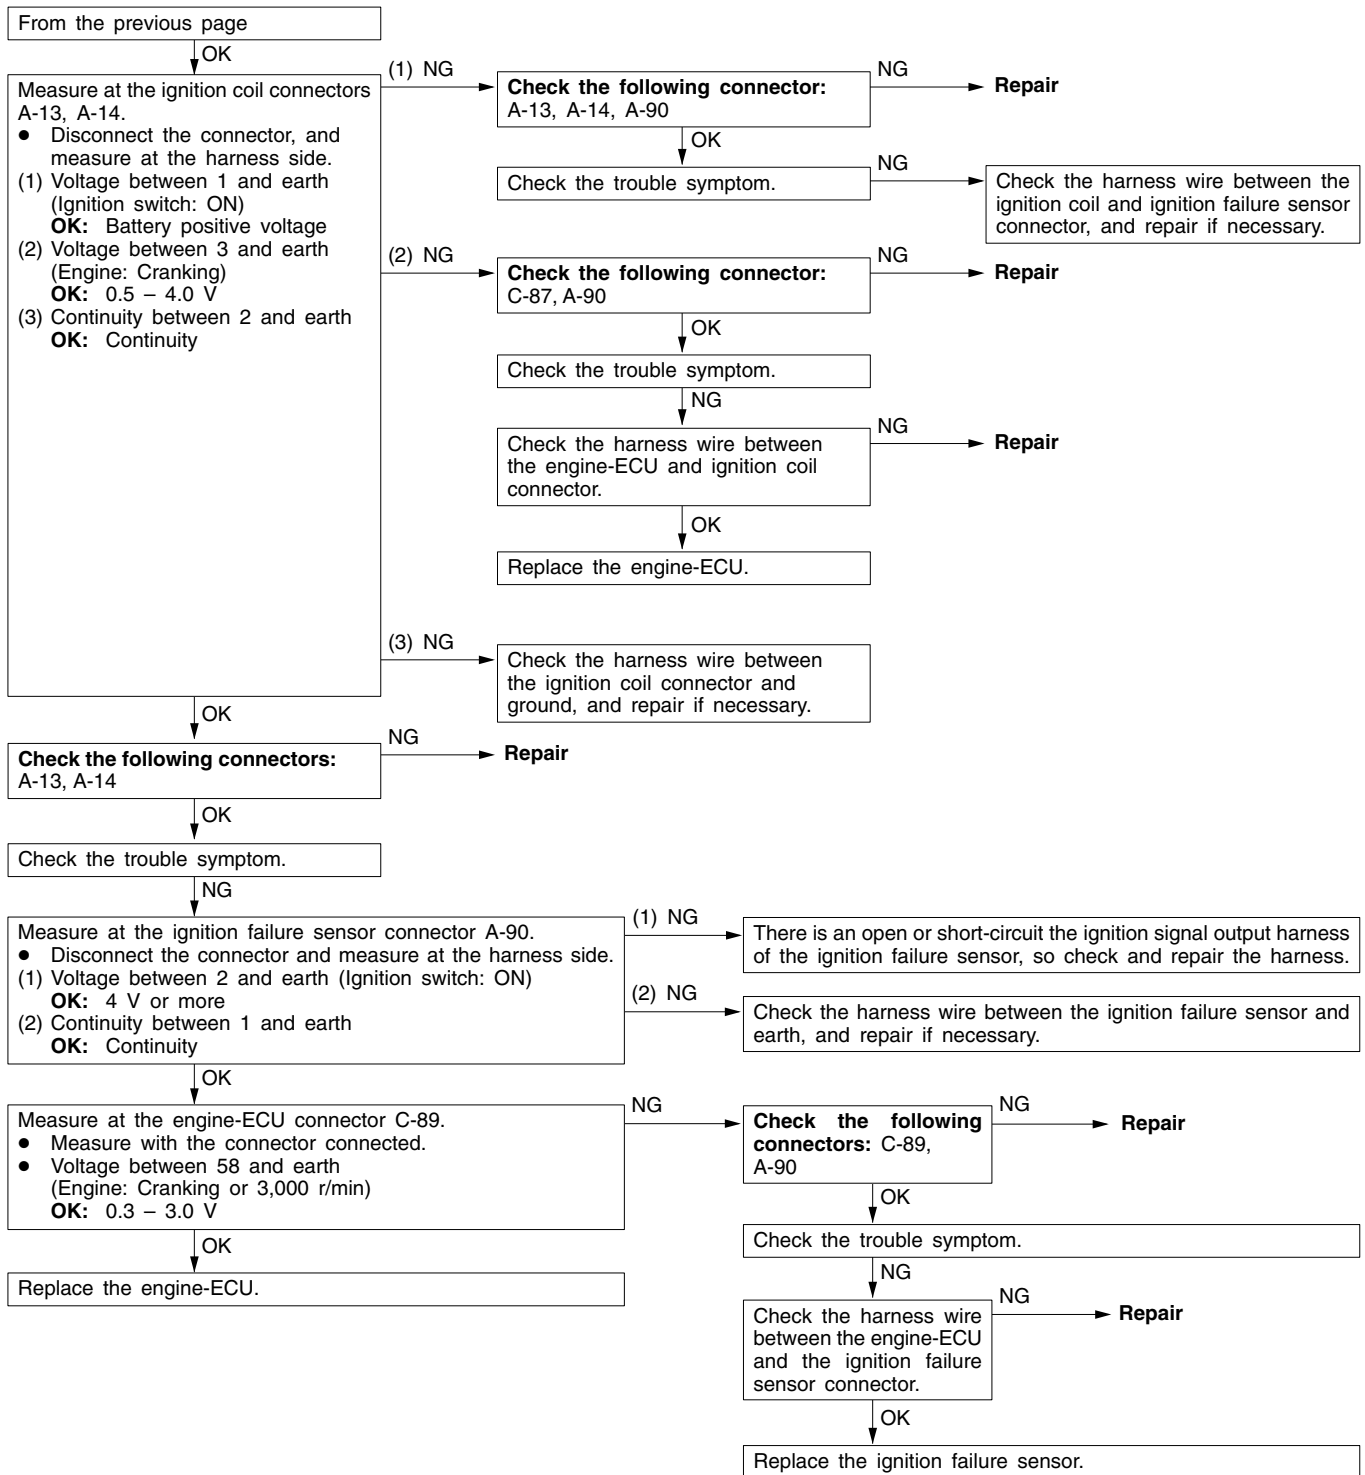 From the previous page
OK
Measure at the ignition coil connectors
A-13, A-14.
● Disconnect the connector, and
measure at the harness side.
(1) Voltage between 1 and earth
(Ignition switch: ON)
OK: Battery positive voltage
(2) Voltage between 3 and earth
(Engine: Cranking)
OK: 0.5 – 4.0 V
(3) Continuity between 2 and earth
OK: Continuity
(1) NG
Check the following connector:
A-13, A-14, A-90
NG
Repair
OK
Check the trouble symptom.
NG
Check the harness wire between the
ignition coil and ignition failure sensor
connector, and repair if necessary.
(2) NG
Check the following connector:
C-87, A-90
NG
Repair
OK
Check the trouble symptom.
NG
Check the harness wire between
the engine-ECU and ignition coil
connector.
NG
Repair
OK
Replace the engine-ECU.
(3) NG
Check the harness wire between
the ignition coil connector and
ground, and repair if necessary.
OK
Check the following connectors:
A-13, A-14
NG
Repair
OK
Check the trouble symptom.
NG
Measure at the ignition failure sensor connector A-90.
● Disconnect the connector and measure at the harness side.
(1) Voltage between 2 and earth (Ignition switch: ON)
OK: 4 V or more
(2) Continuity between 1 and earth
OK: Continuity
(1) NG
There is an open or short-circuit the ignition signal output harness
of the ignition failure sensor, so check and repair the harness.
(2) NG
Check the harness wire between the ignition failure sensor and
earth, and repair if necessary.
OK
Measure at the engine-ECU connector C-89.
● Measure with the connector connected.
● Voltage between 58 and earth
(Engine: Cranking or 3,000 r/min)
OK: 0.3 – 3.0 V
NG
Check the following
connectors: C-89,
A-90
NG
Repair
OK
Check the trouble symptom.
NG
Check the harness wire
between the engine-ECU
and the ignition failure
sensor connector.
NG
Repair
OK
Replace the ignition failure sensor.
OK
Replace the engine-ECU.